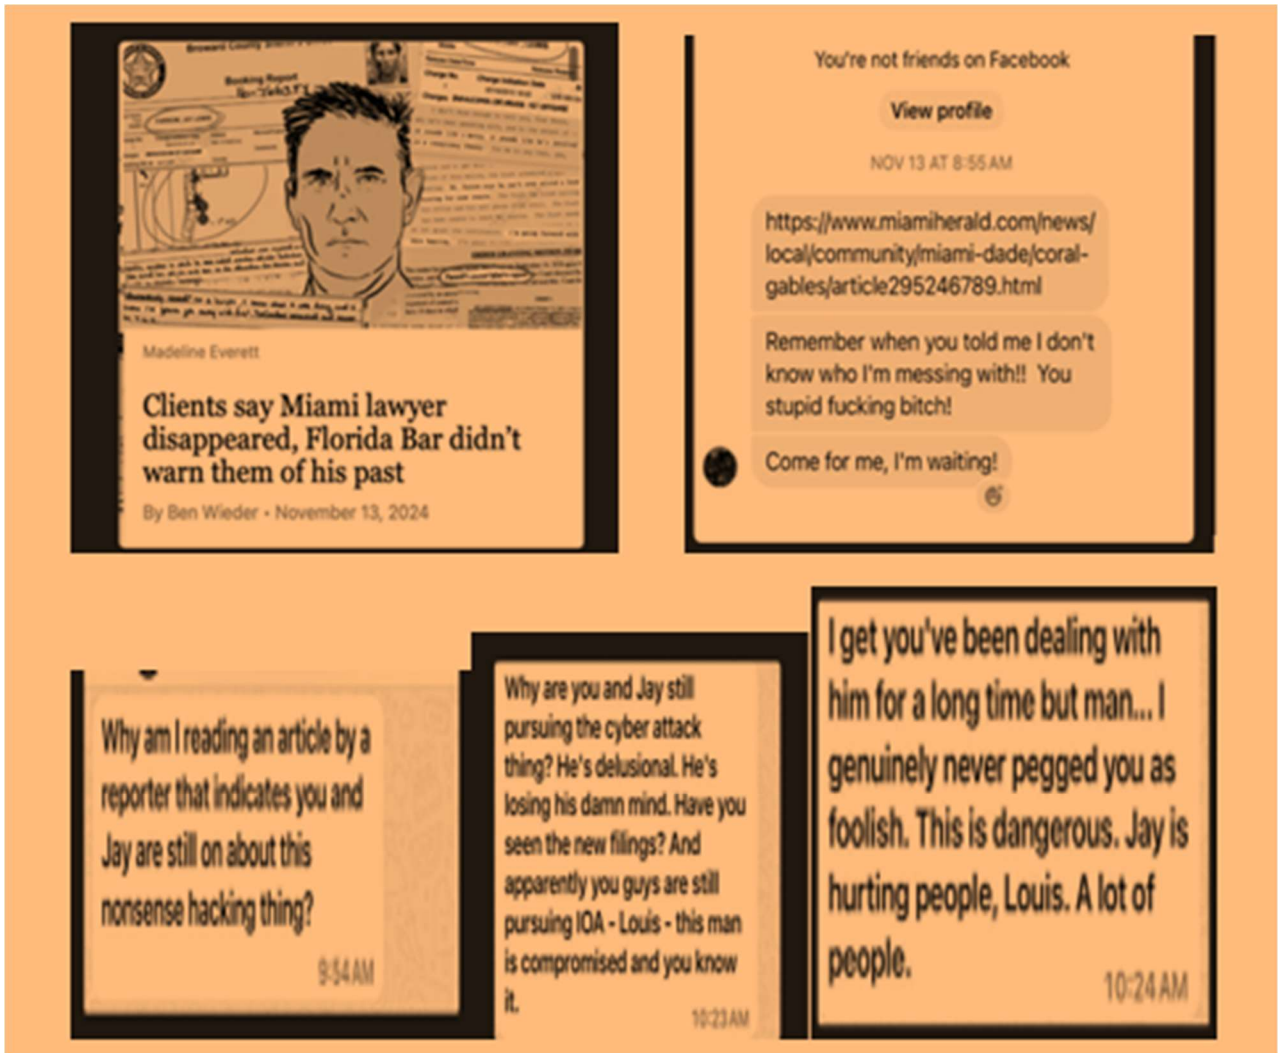 Booking Report
Madeline Everett
Clients say Miami lawyer
disappeared, Florida Bar didn't
warn them of his past
By Ben Wieder • November 13, 2024
You're not friends on Facebook
View profile
NOV 13 AT 8:55 AM
https://www.miamiherald.com/news/
local/community/miami-dade/coral-
gables/article295246789.html
Remember when you told me I don't
know who I'm messing with!! You
stupid fucking bitch!
Come for me, I'm waiting!
Why am I reading an article by a
reporter that indicates you and
Jay are still on about this
nonsense hacking thing?
9:54 AM
Why are you and Jay still
pursuing the cyber attack
thing? He's delusional. He's
losing his damn mind. Have you
seen the new filings? And
apparently you guys are still
pursuing IOA - Louis - this man
is compromised and you know
it.
10:23 AM
I get you've been dealing with
him for a long time but man... I
genuinely never pegged you as
foolish. This is dangerous. Jay is
hurting people, Louis. A lot of
people.
10:24 AM